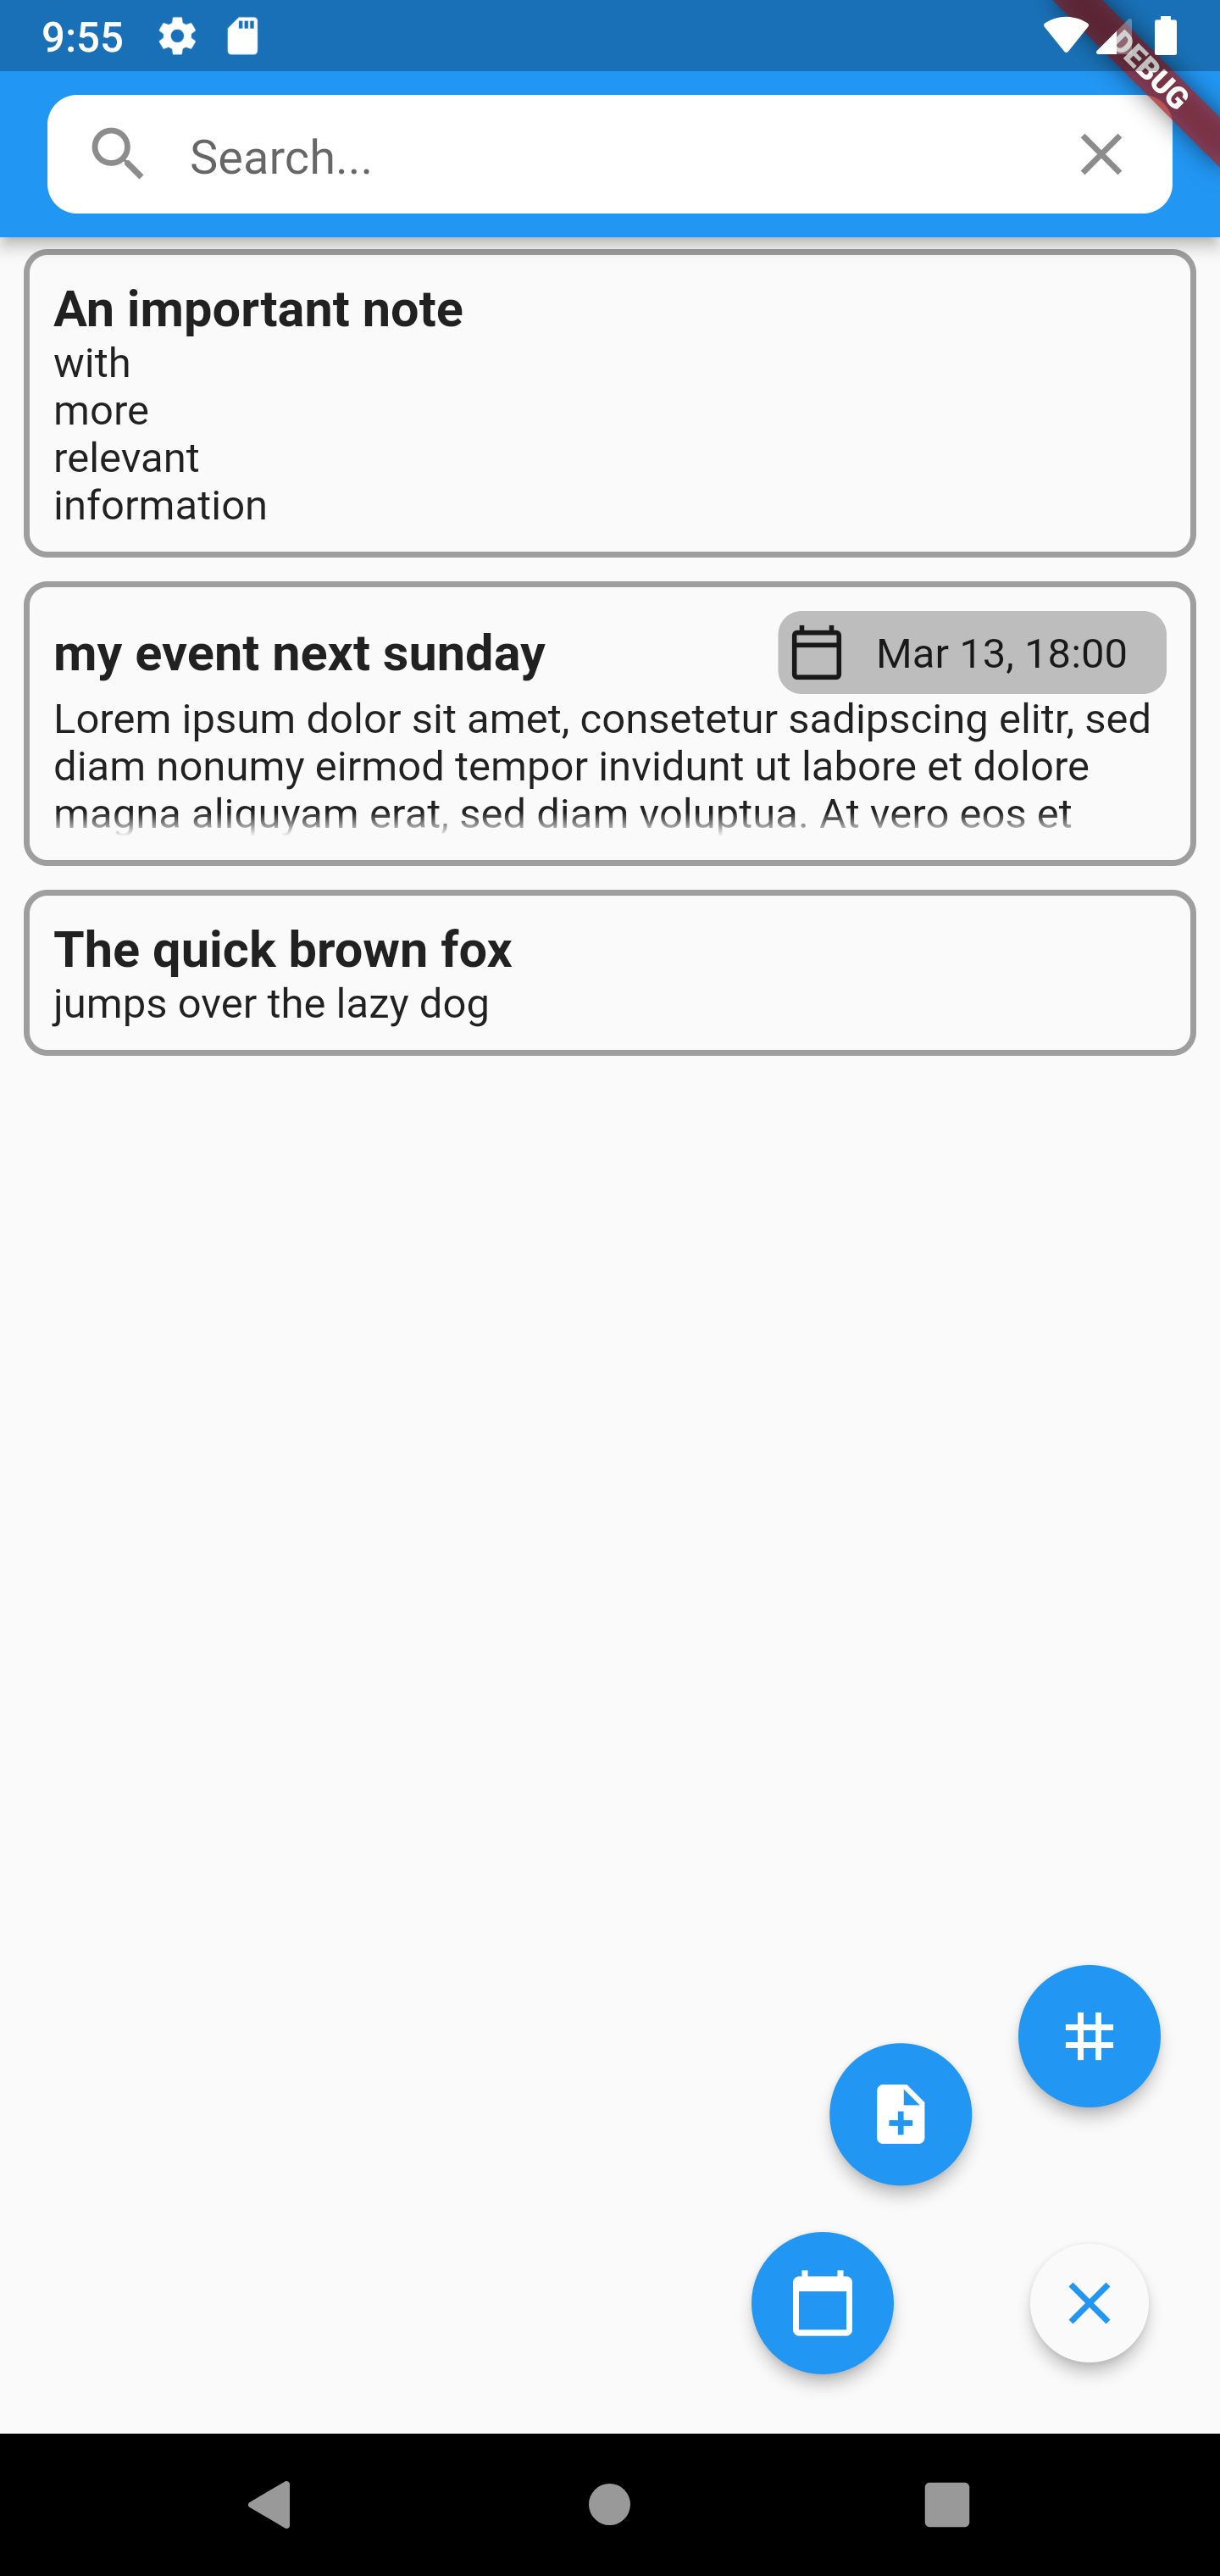 9:55
DEBUG
Search...
An important note
with
more
relevant
information
my event next sunday
Mar 13, 18:00
Lorem ipsum dolor sit amet, consetetur sadipscing elitr, sed
diam nonumy eirmod tempor invidunt ut labore et dolore
magna aliquyam erat, sed diam voluptua. At vero eos et
The quick brown fox
jumps over the lazy dog